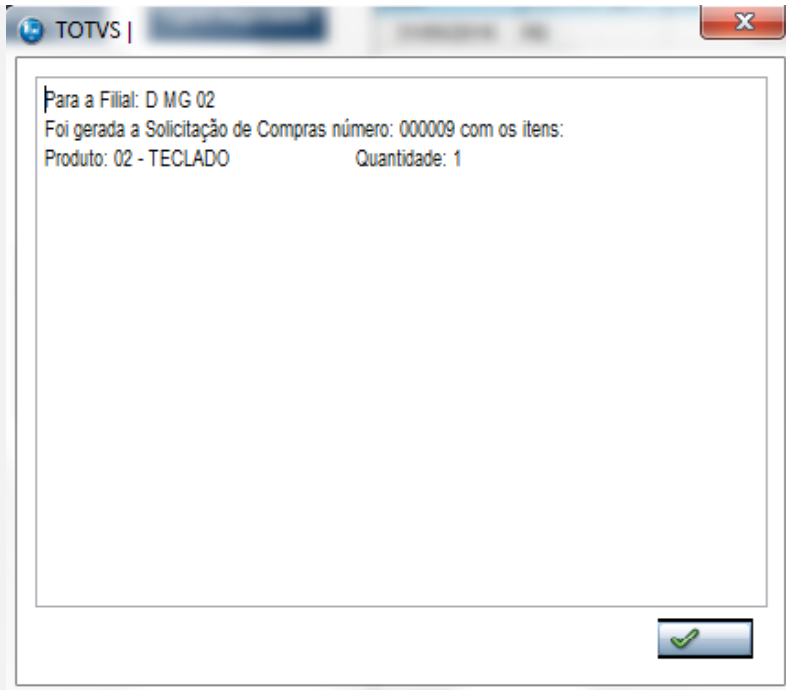 TOTVS |
Para a Filial: D MG 02
Foi gerada a Solicitação de Compras número: 000009 com os itens:
Produto: 02 - TECLADO Quantidade: 1